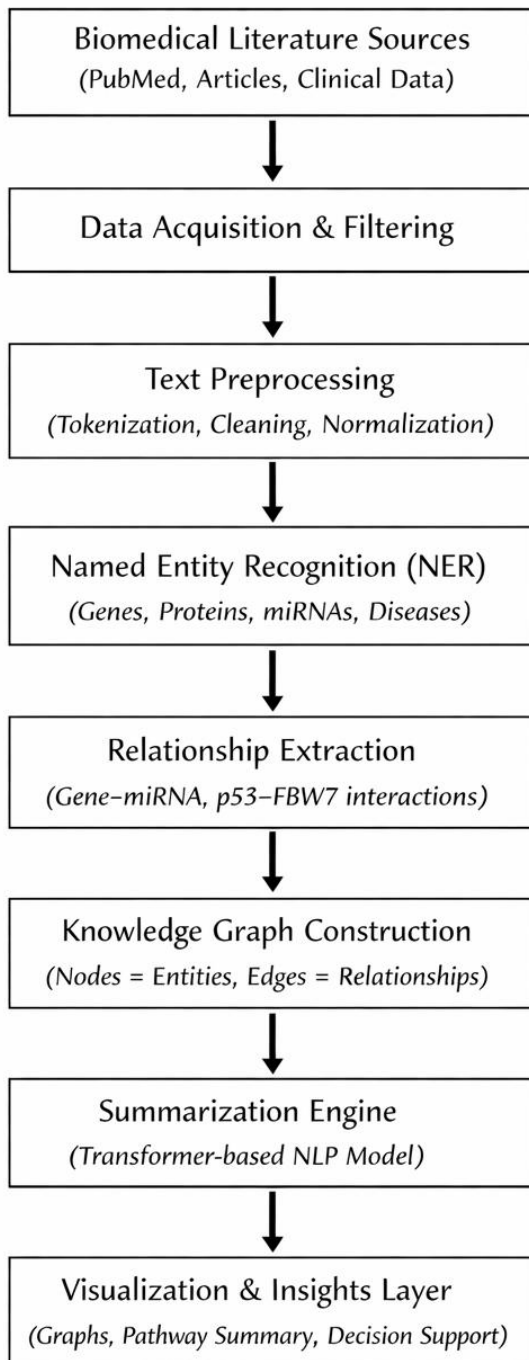 Biomedical Literature Sources
(PubMed, Articles, Clinical Data)
Data Acquisition & Filtering
Text Preprocessing
(Tokenization, Cleaning, Normalization)
Named Entity Recognition (NER)
(Genes, Proteins, miRNAs, Diseases)
Relationship Extraction
(Gene–miRNA, p53–FBW7 interactions)
Knowledge Graph Construction
(Nodes = Entities, Edges = Relationships)
Summarization Engine
(Transformer-based NLP Model)
Visualization & Insights Layer
(Graphs, Pathway Summary, Decision Support)